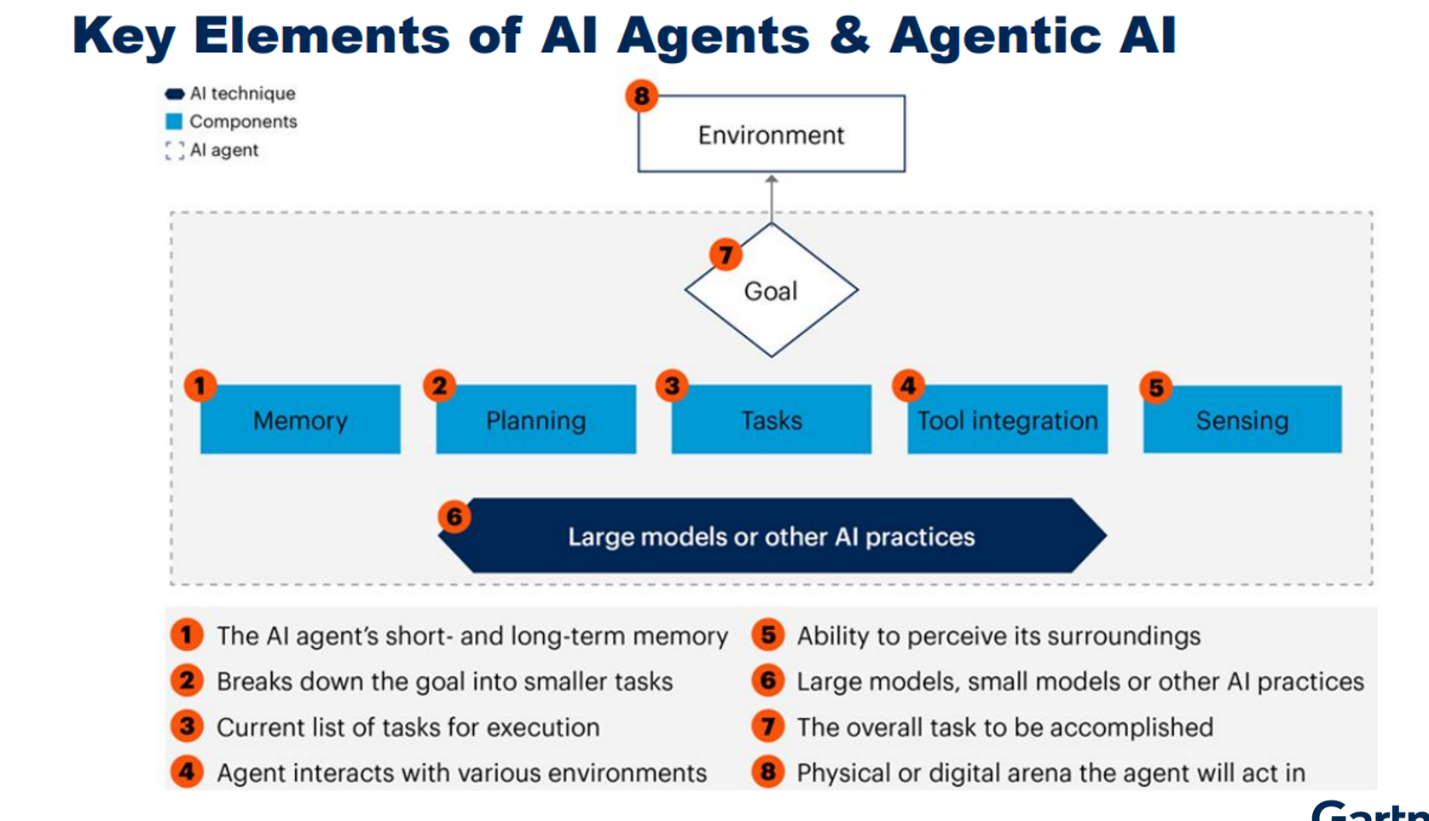 Key Elements of AI Agents & Agentic AI
AI technique
Components
AI agent
8
Environment
7
Goal
1
Memory
2
Planning
3
Tasks
4
Tool integration
5
Sensing
6
Large models or other AI practices
1 The AI agent’s short- and long-term memory
2 Breaks down the goal into smaller tasks
3 Current list of tasks for execution
4 Agent interacts with various environments
5 Ability to perceive its surroundings
6 Large models, small models or other AI practices
7 The overall task to be accomplished
8 Physical or digital arena the agent will act in